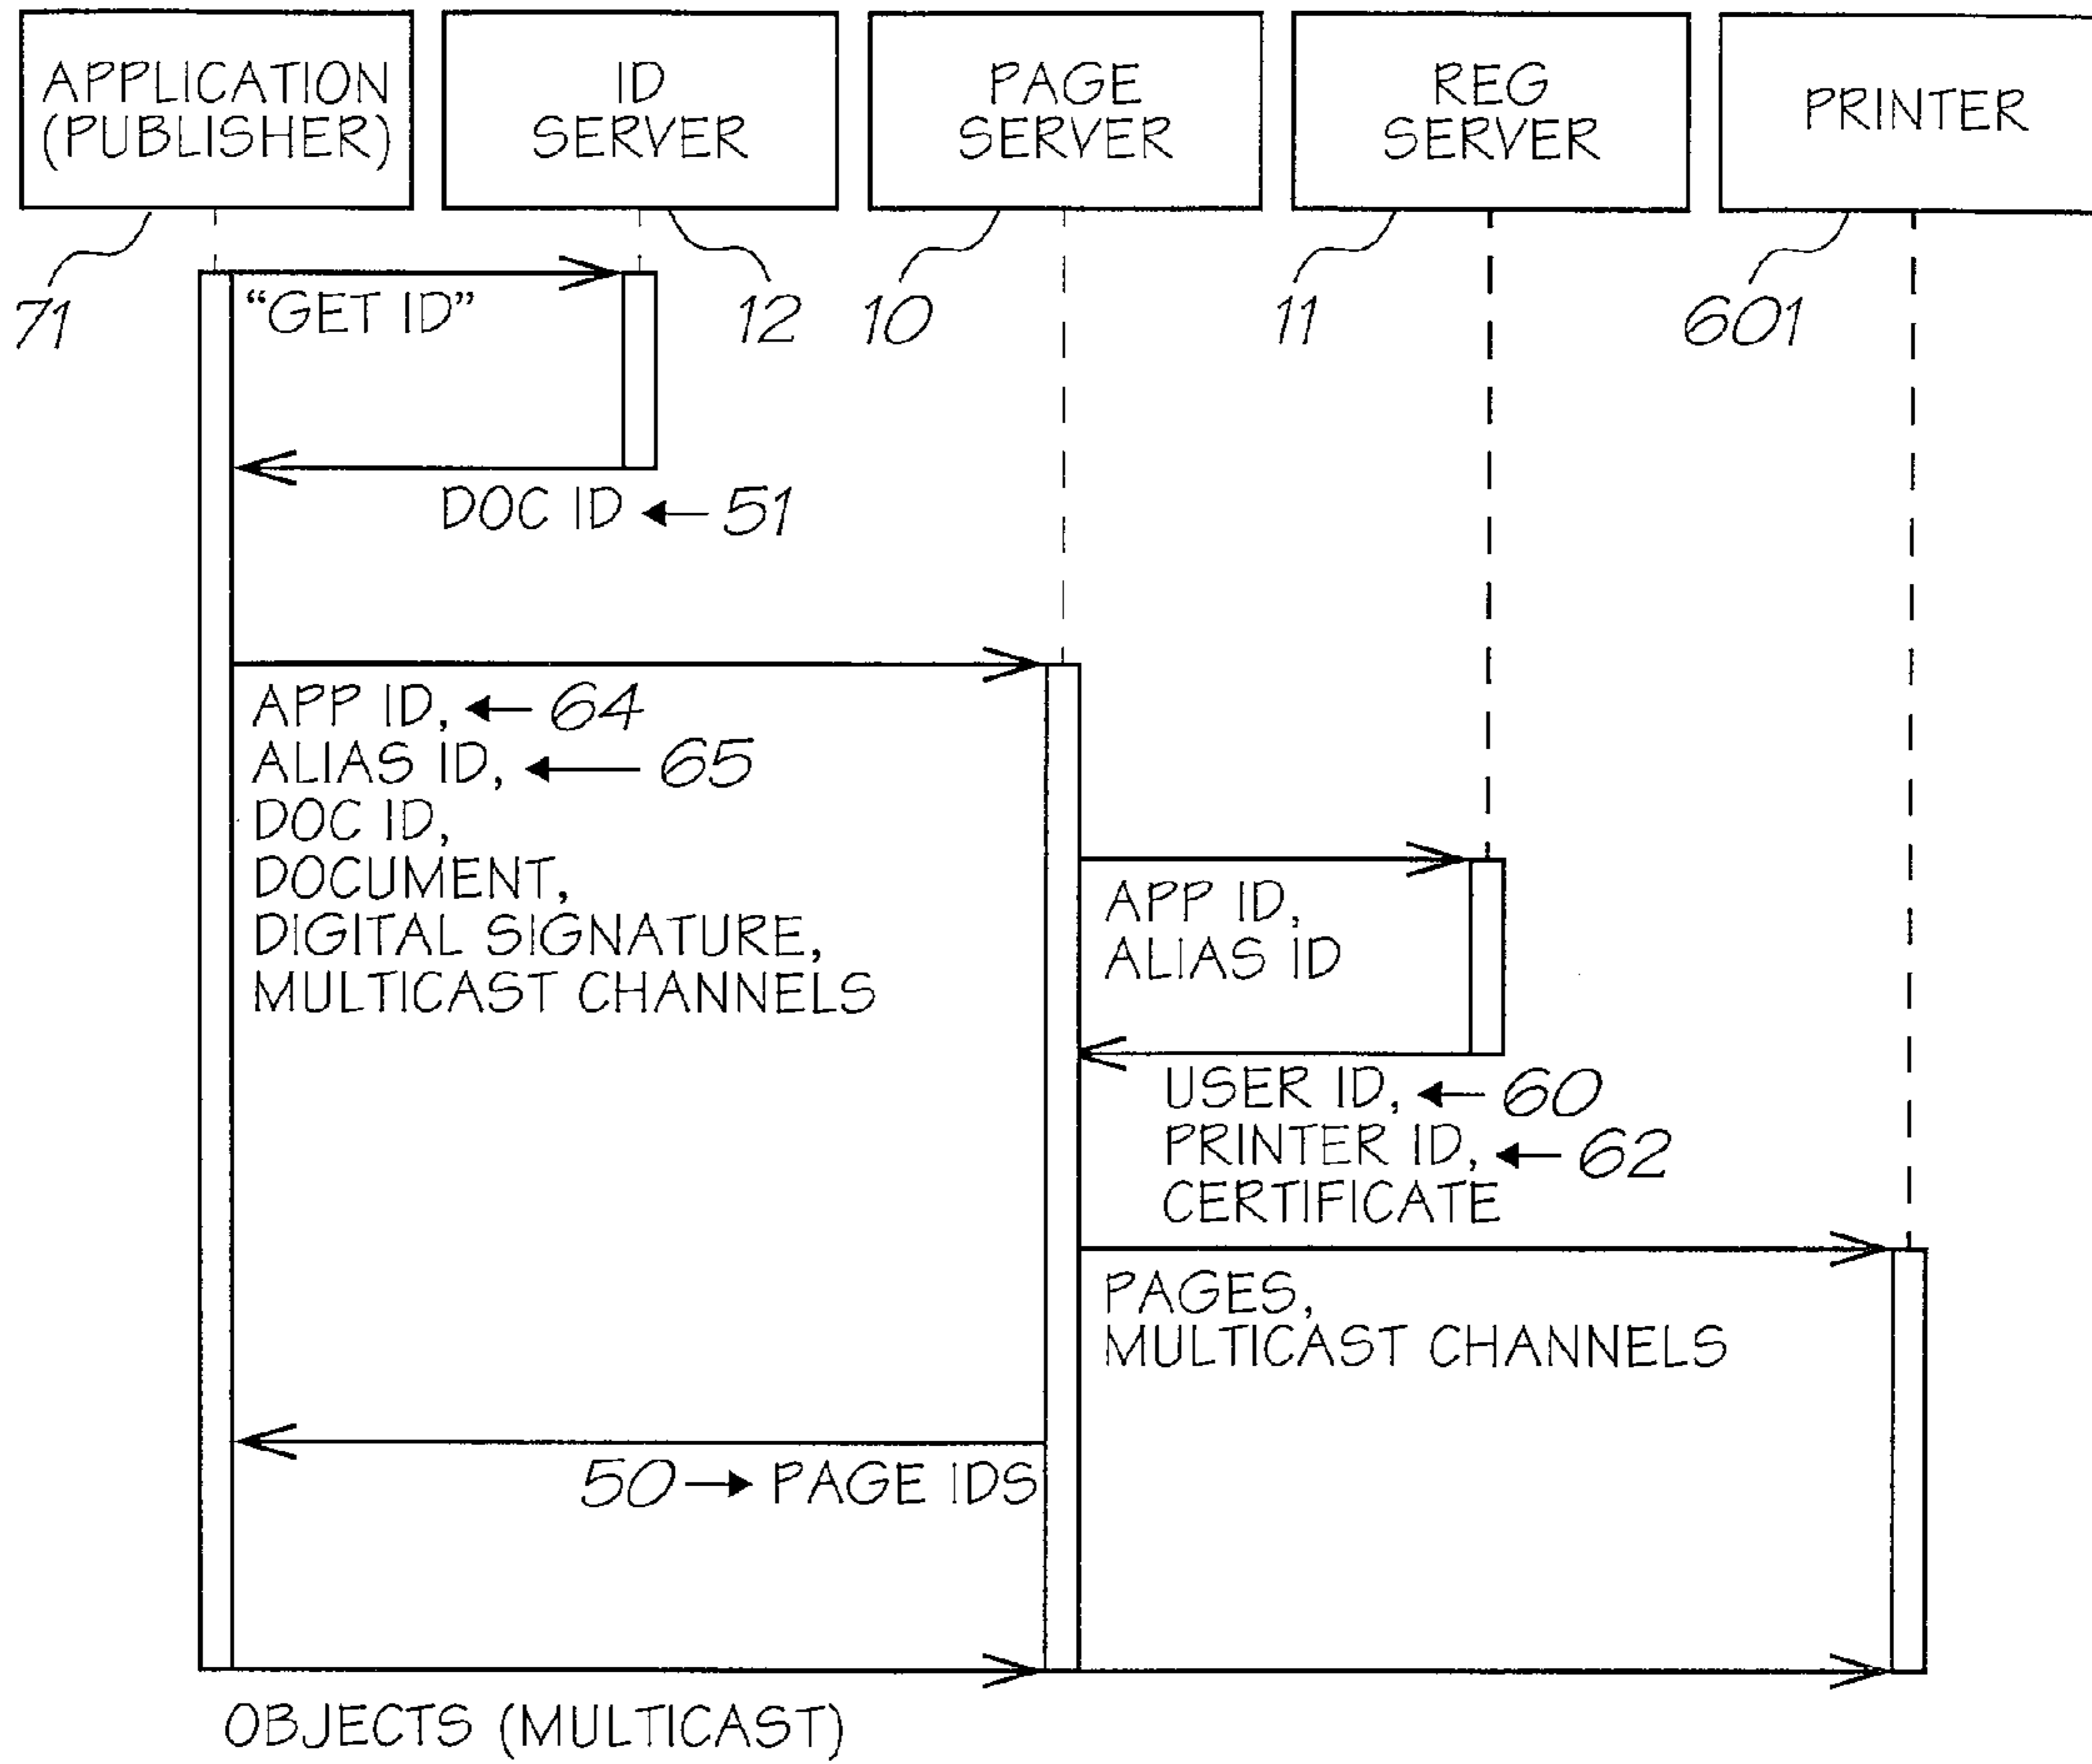 APPLICATION
(PUBLISHER)
ID
SERVER
PAGE
SERVER
REG
SERVER
PRINTER
71
12
10
11
601
“GET ID”
DOC ID 51
APP ID, 64
ALIAS ID, 65
DOC ID,
DOCUMENT,
DIGITAL SIGNATURE,
MULTICAST CHANNELS
APP ID,
ALIAS ID
USER ID, 60
PRINTER ID, 62
CERTIFICATE
PAGES,
MULTICAST CHANNELS
50 PAGE IDS
OBJECTS (MULTICAST)